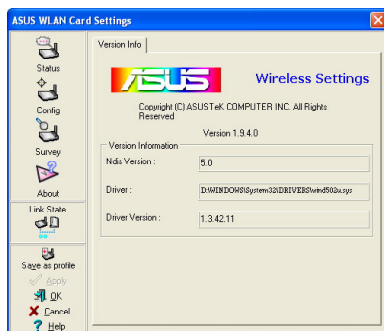 ASUS WLAN Card Settings
Status
Config
Survey
About
Link State
Save as profile
Apply
OK
Cancel
Help
Version Info
ASUS
Wireless Settings
Copyright (C) ASUSTeK COMPUTER INC. All Rights
Reserved
Version 1.9.4.0
Version Information
Ndis Version :
5.0
Driver :
D:\WINDOWS\System32\DRIVERS\wind502u.sys
Driver Version :
1.3.42.11